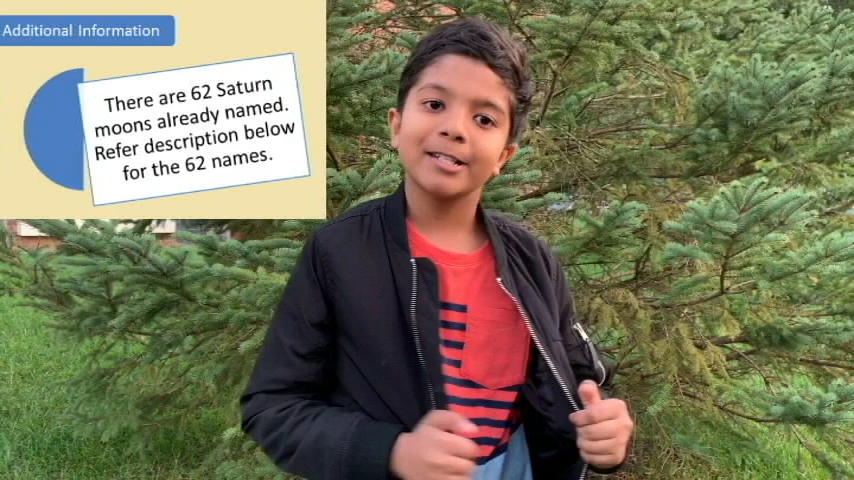 Additional Information
There are 62 Saturn
moons already named.
Refer description below
for the 62 names.